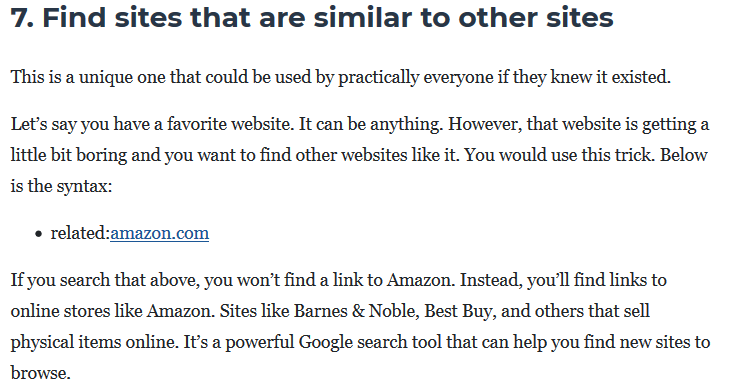 7. Find sites that are similar to other sites
This is a unique one that could be used by practically everyone if they knew it existed.
Let’s say you have a favorite website. It can be anything. However, that website is getting a
little bit boring and you want to find other websites like it. You would use this trick. Below
is the syntax:
• related:amazon.com
If you search that above, you won’t find a link to Amazon. Instead, you’ll find links to
online stores like Amazon. Sites like Barnes & Noble, Best Buy, and others that sell
physical items online. It’s a powerful Google search tool that can help you find new sites to
browse.